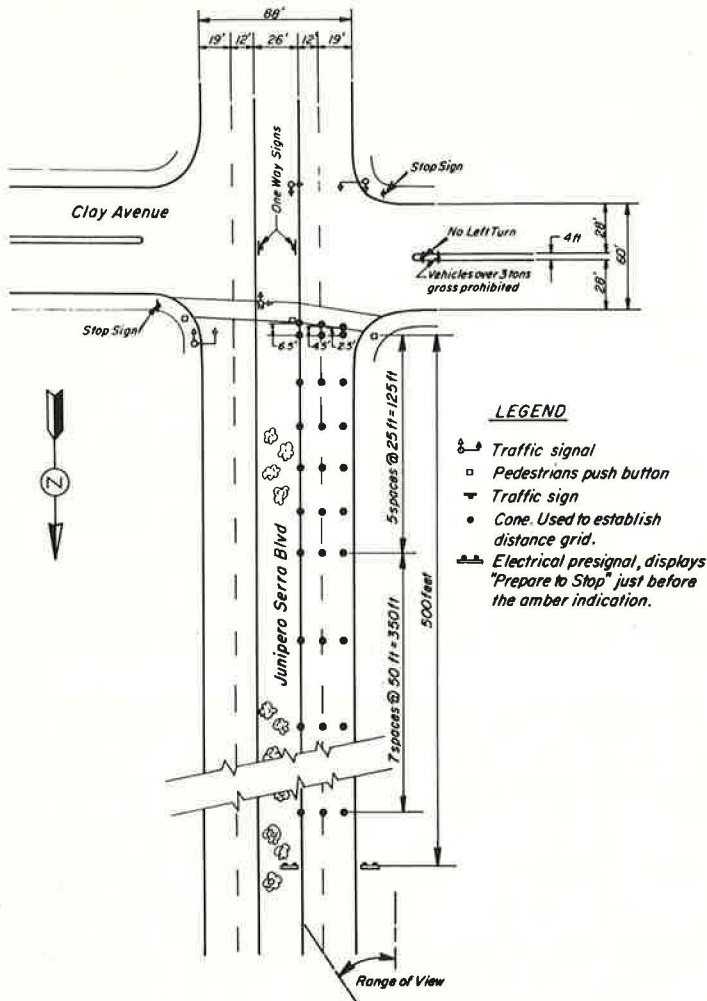 88'
19' 12' 26' 12' 19'
One Way Signs
Stop Sign
Clay Avenue
No Left Turn
4 ft
28'
60'
28'
Vehicles over 3 tons
gross prohibited
Stop Sign
6.5' 4.5' 2.5'
5 spaces @ 25 ft = 125 ft
LEGEND
Traffic signal
Pedestrians push button
Traffic sign
Cone. Used to establish
distance grid.
Electrical presignal, displays
"Prepare to Stop" just before
the amber indication.
Z
Junipero Serra Blvd
500 feet
7 spaces @ 50 ft = 350 ft
Range of View